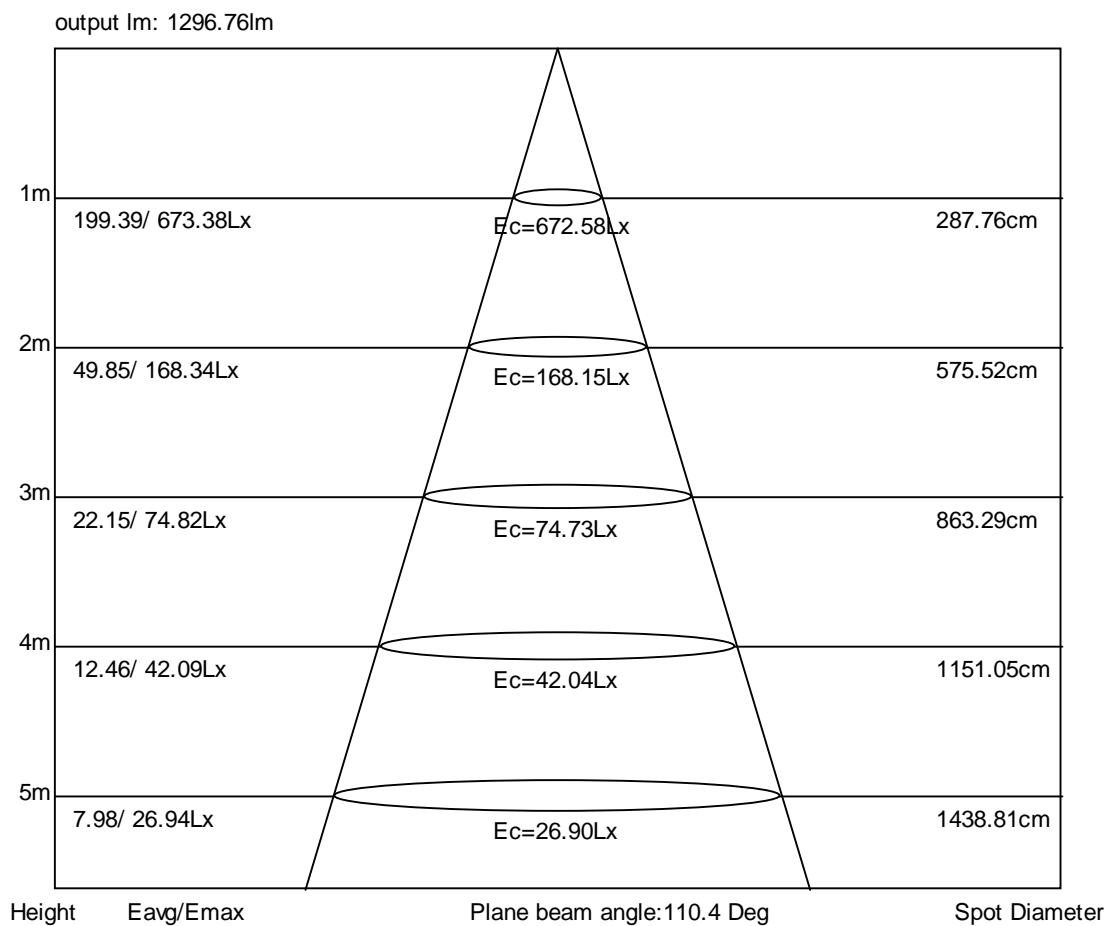 output lm: 1296.76lm
1m
199.39/ 673.38Lx
Ec=672.58Lx
287.76cm
2m
49.85/ 168.34Lx
Ec=168.15Lx
575.52cm
3m
22.15/ 74.82Lx
Ec=74.73Lx
863.29cm
4m
12.46/ 42.09Lx
Ec=42.04Lx
1151.05cm
5m
7.98/ 26.94Lx
Ec=26.90Lx
1438.81cm
Height Eavg/Emax Plane beam angle:110.4 Deg Spot Diameter